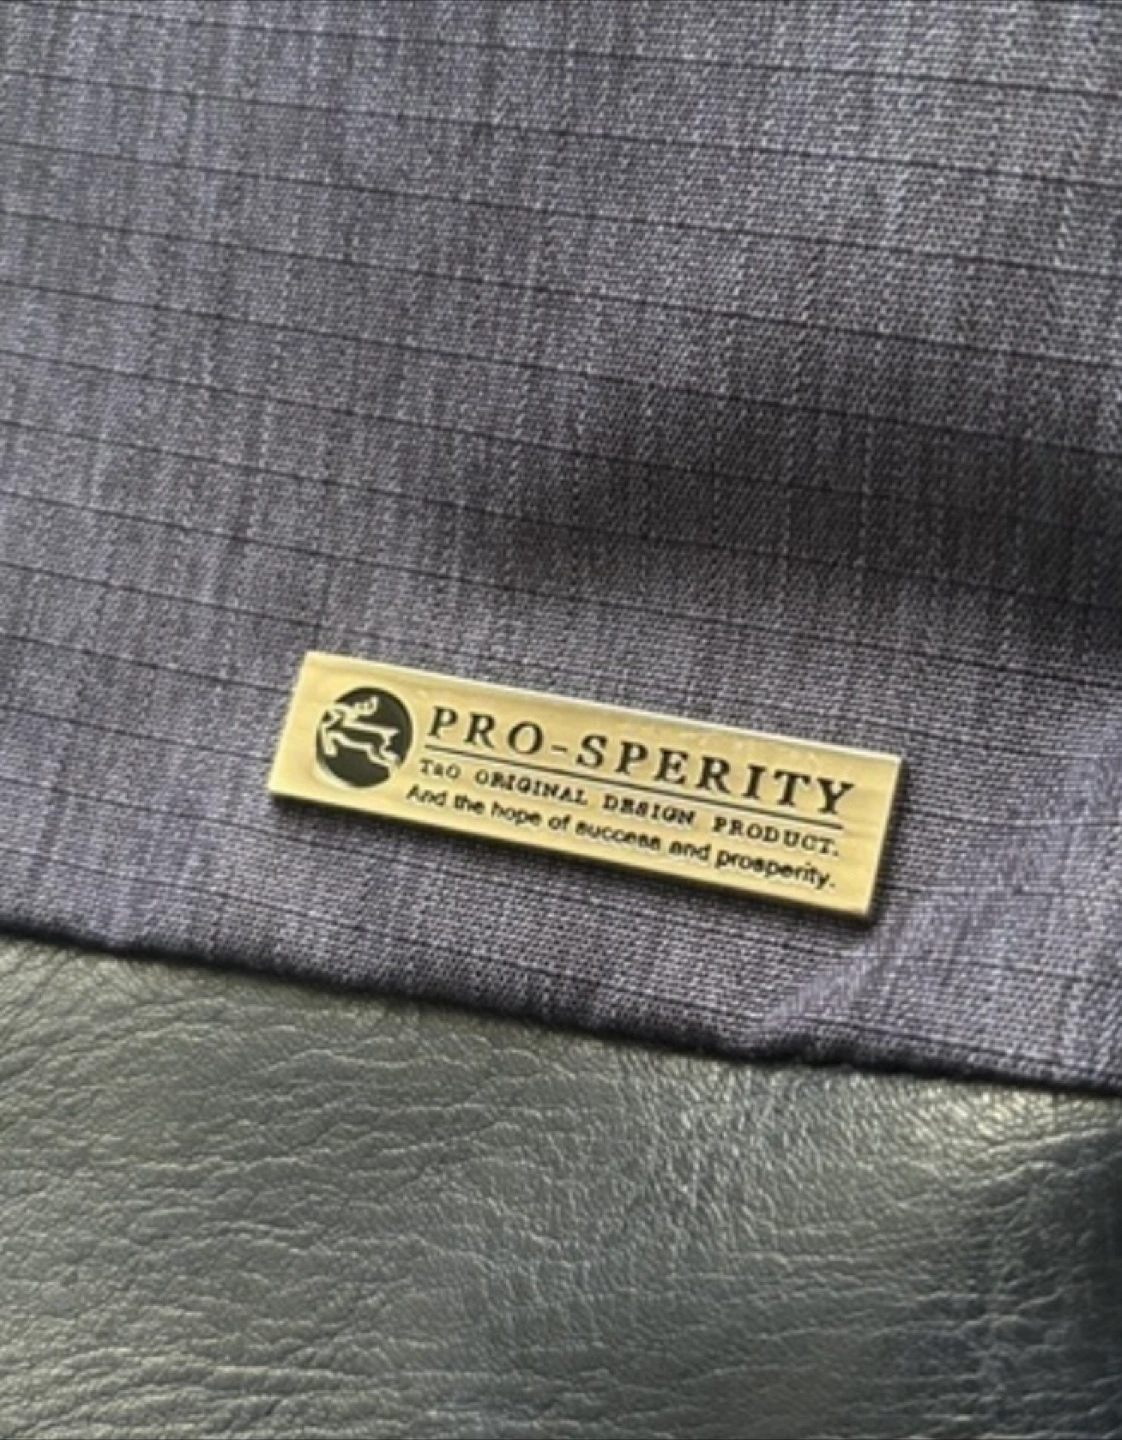 PRO-SPERITY
T&O ORIGINAL DESIGN PRODUCT.
And the hope of success and prosperity.